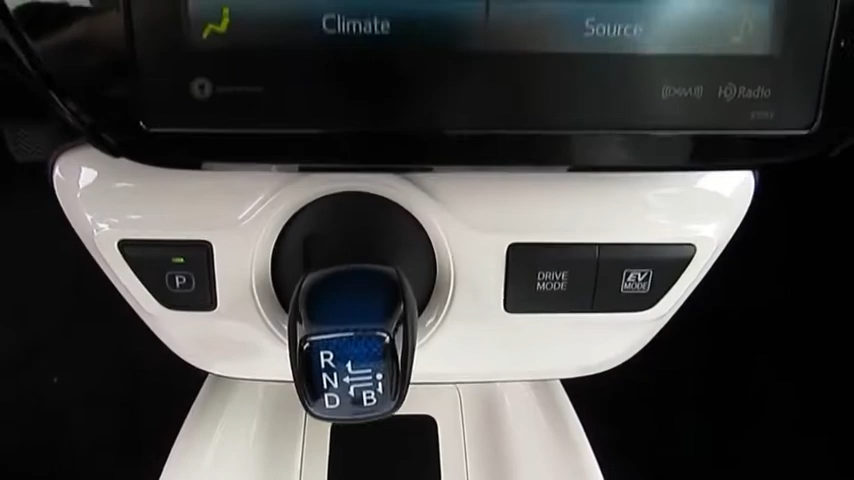 Climate
Source
HD Radio
P
DRIVE
MODE
EV
MODE
R
N
D
B